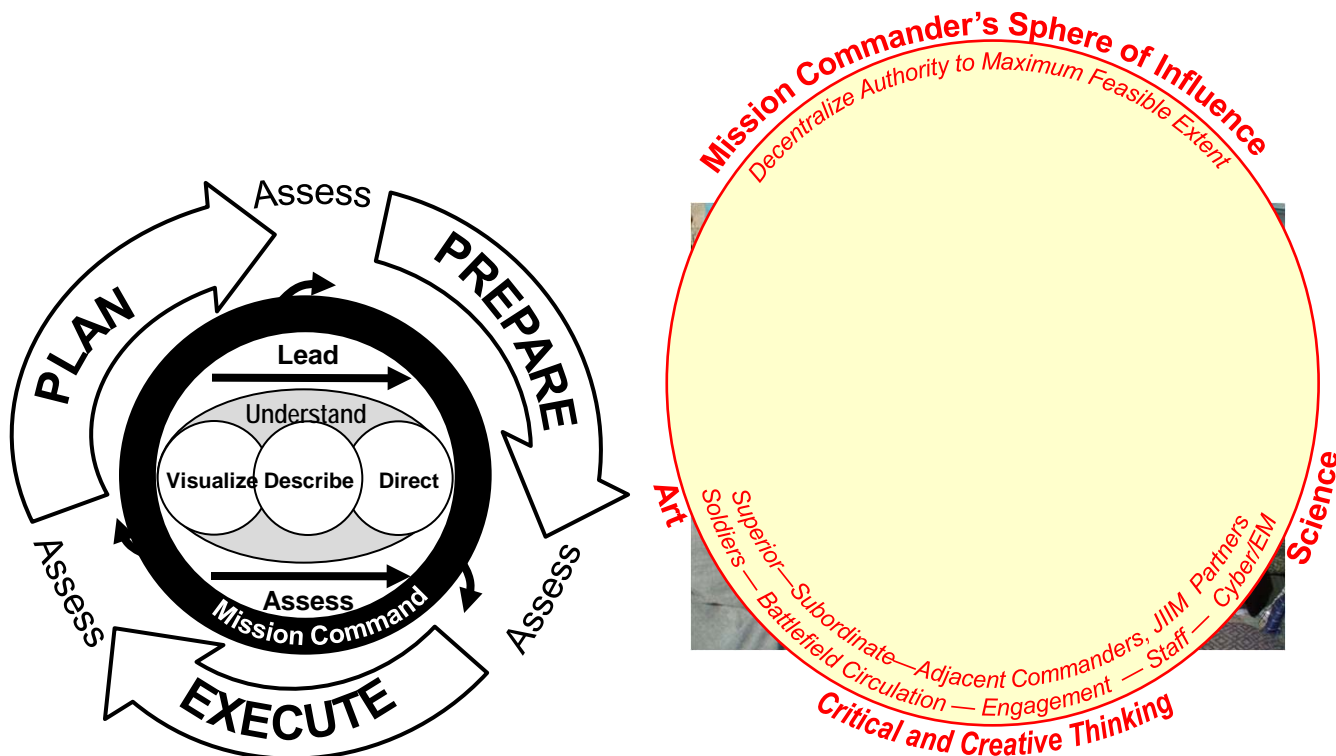 Assess
PLAN
PREPARE
Lead
Understand
Visualize
Describe
Direct
Assess
Mission Command
Assess
Assess
EXECUTE
Mission Commander’s Sphere of Influence
Decentralize Authority to Maximum Feasible Extent
Art
Science
Superior—Subordinate—Adjacent Commanders, JIIM Partners
Soldiers — Battlefield Circulation — Engagement — Staff — Cyber/EM
Critical and Creative Thinking